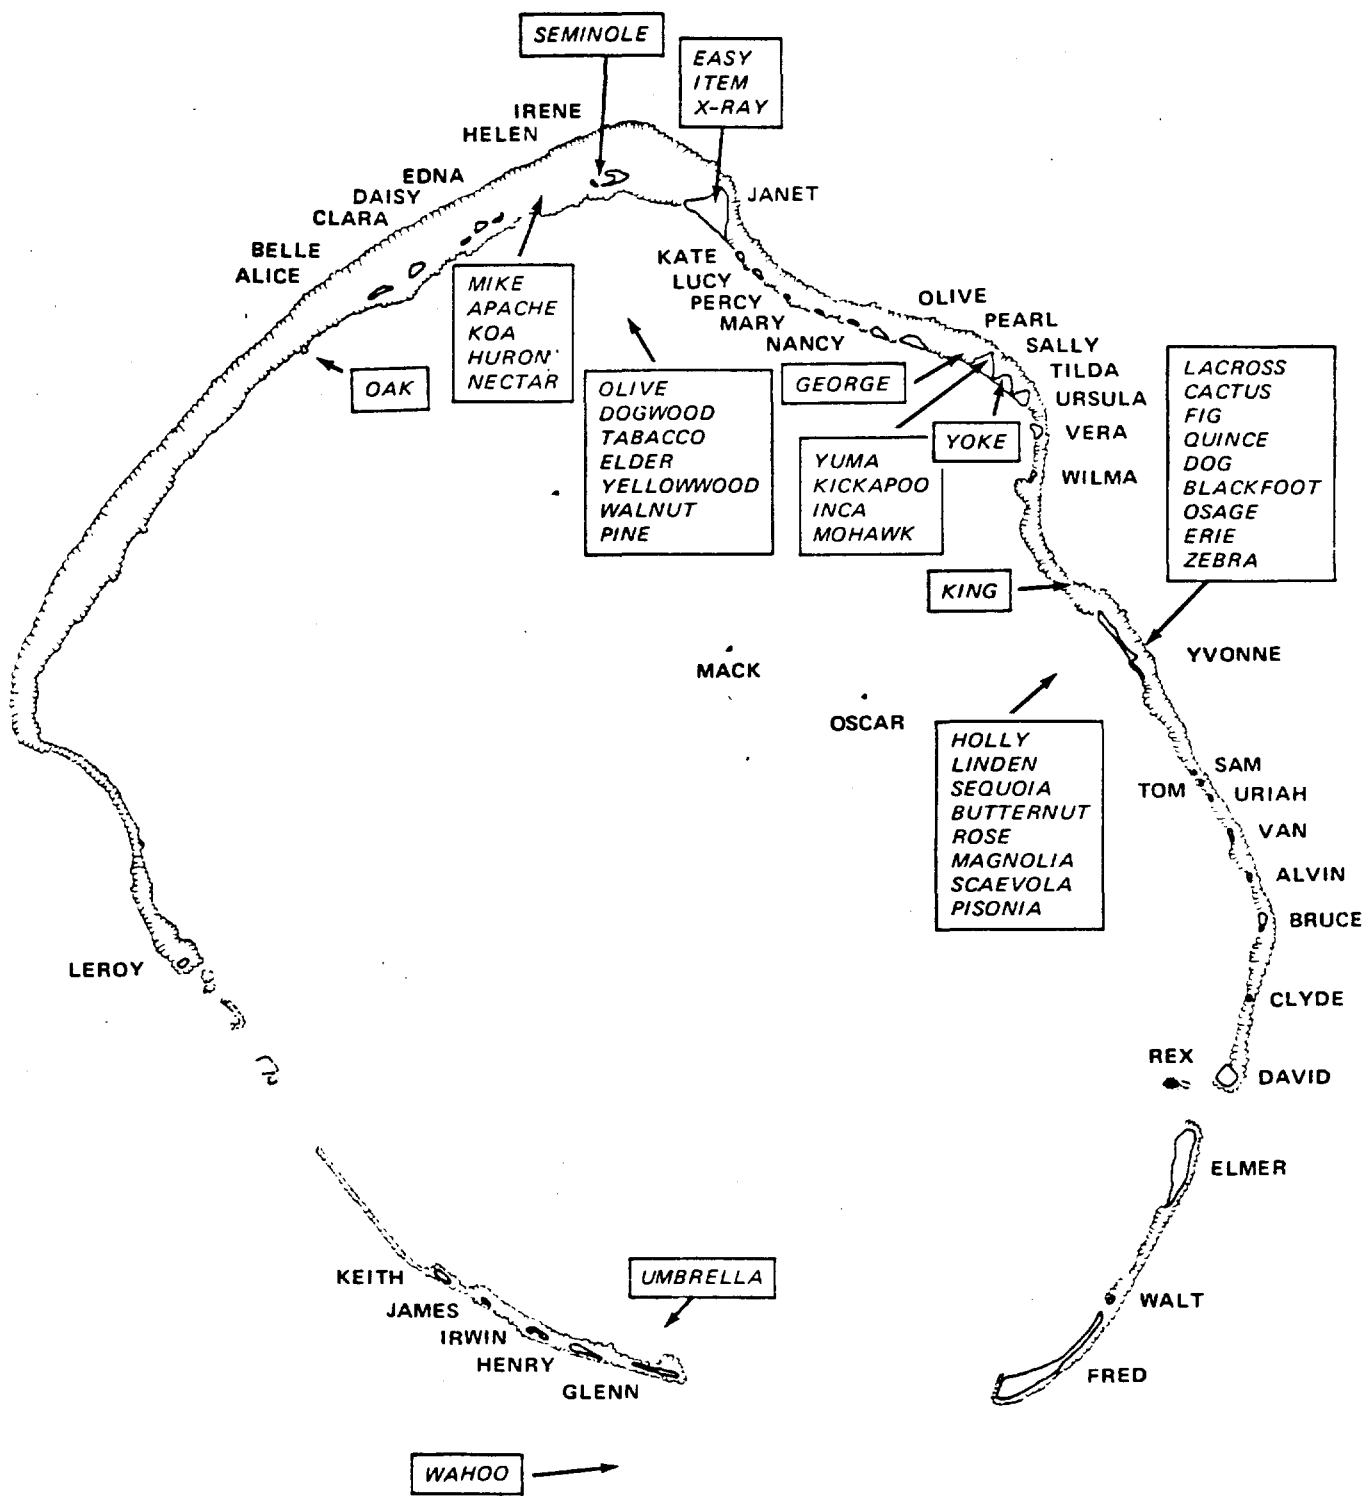 SEMINOLE
EASY
ITEM
X-RAY
IRENE
HELEN
EDNA
DAISY
CLARA
BELLE
ALICE
JANET
KATE
LUCY
PERCY
MARY
NANCY
OLIVE
PEARL
SALLY
TILDA
URSULA
VERA
WILMA
MIKE
APACHE
KOA
HURON
NECTAR
OAK
OLIVE
DOGWOOD
TABACCO
ELDER
YELLOWWOOD
WALNUT
PINE
GEORGE
YUMA
KICKAPOO
INCA
MOHAWK
YOKE
LACROSS
CACTUS
FIG
QUINCE
DOG
BLACKFOOT
OSAGE
ERIE
ZEBRA
KING
YVONNE
MACK
OSCAR
HOLLY
LINDEN
SEQUOIA
BUTTERNUT
ROSE
MAGNOLIA
SCAEVOLA
PISONIA
SAM
TOM
URIAH
VAN
ALVIN
BRUCE
CLYDE
LEROY
REX
DAVID
ELMER
WALT
FRED
KEITH
JAMES
IRWIN
HENRY
GLENN
UMBRELLA
WAHOO